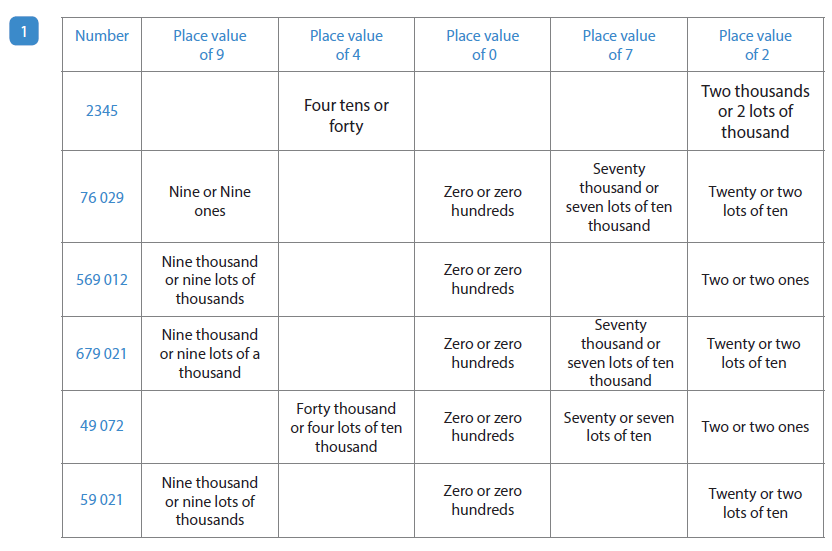 1
Number
Place value
of 9
Place value
of 4
Place value
of 0
Place value
of 7
Place value
of 2
2345
Four tens or
forty
Two thousands
or 2 lots of
thousand
76 029
Nine or Nine
ones
Zero or zero
hundreds
Seventy
thousand or
seven lots of ten
thousand
Twenty or two
lots of ten
569 012
Nine thousand
or nine lots of
thousands
Zero or zero
hundreds
Two or two ones
679 021
Nine thousand
or nine lots of a
thousand
Zero or zero
hundreds
Seventy
thousand or
seven lots of ten
thousand
Twenty or two
lots of ten
49 072
Forty thousand
or four lots of ten
thousand
Zero or zero
hundreds
Seventy or seven
lots of ten
Two or two ones
59 021
Nine thousand
or nine lots of
thousands
Zero or zero
hundreds
Twenty or two
lots of ten